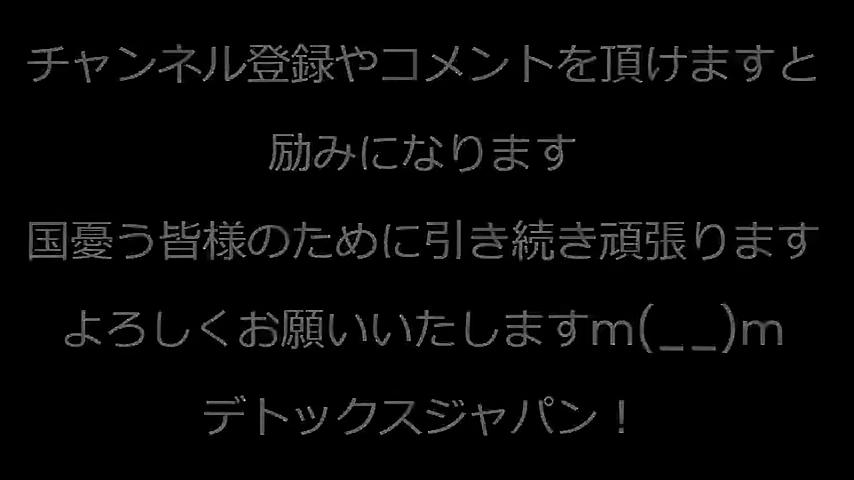 チャンネル登録やコメントを頂けますと
励みになります
国憂う皆様のために引き続き頑張ります
よろしくお願いいたしますm(__)m
デトックスジャパン！